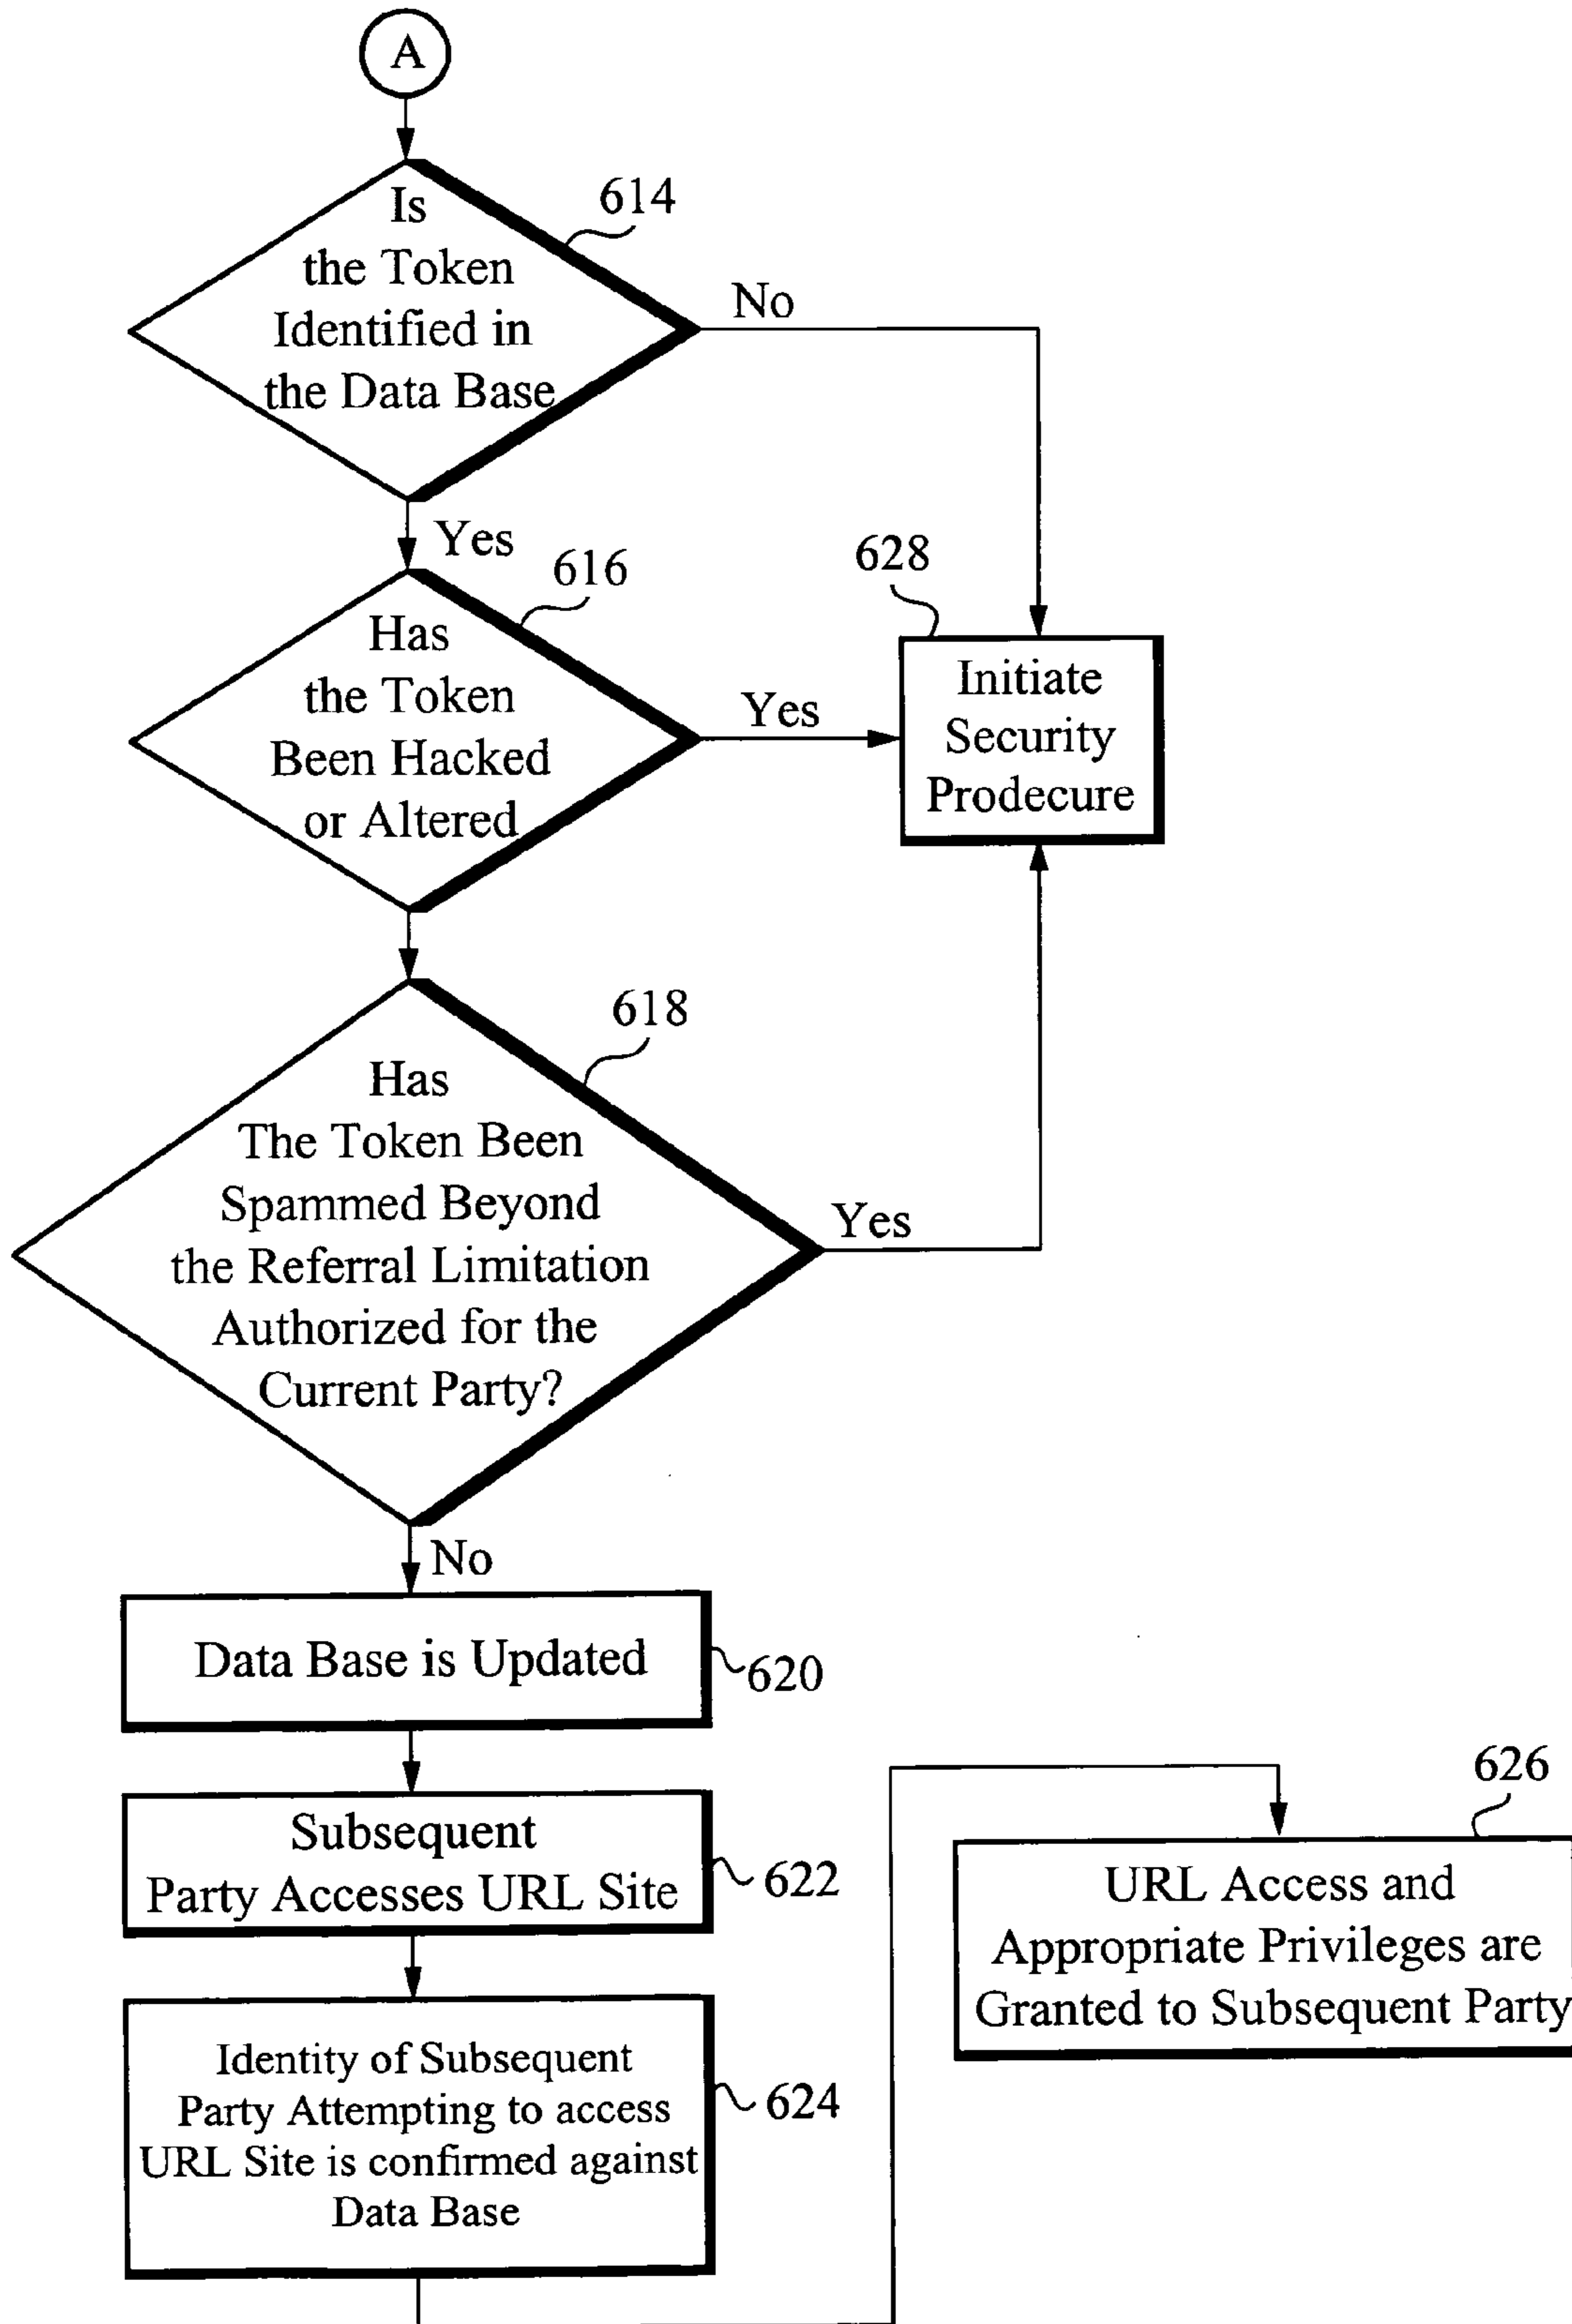 A
Is
the Token
Identified in
the Data Base
614
No
Yes
Has
the Token
Been Hacked
or Altered
616
Yes
628
Initiate
Security
Prodecure
Has
The Token Been
Spammed Beyond
the Referral Limitation
Authorized for the
Current Party?
618
Yes
No
Data Base is Updated
620
Subsequent
Party Accesses URL Site
622
Identity of Subsequent
Party Attempting to access
URL Site is confirmed against
Data Base
624
626
URL Access and
Appropriate Privileges are
Granted to Subsequent Party